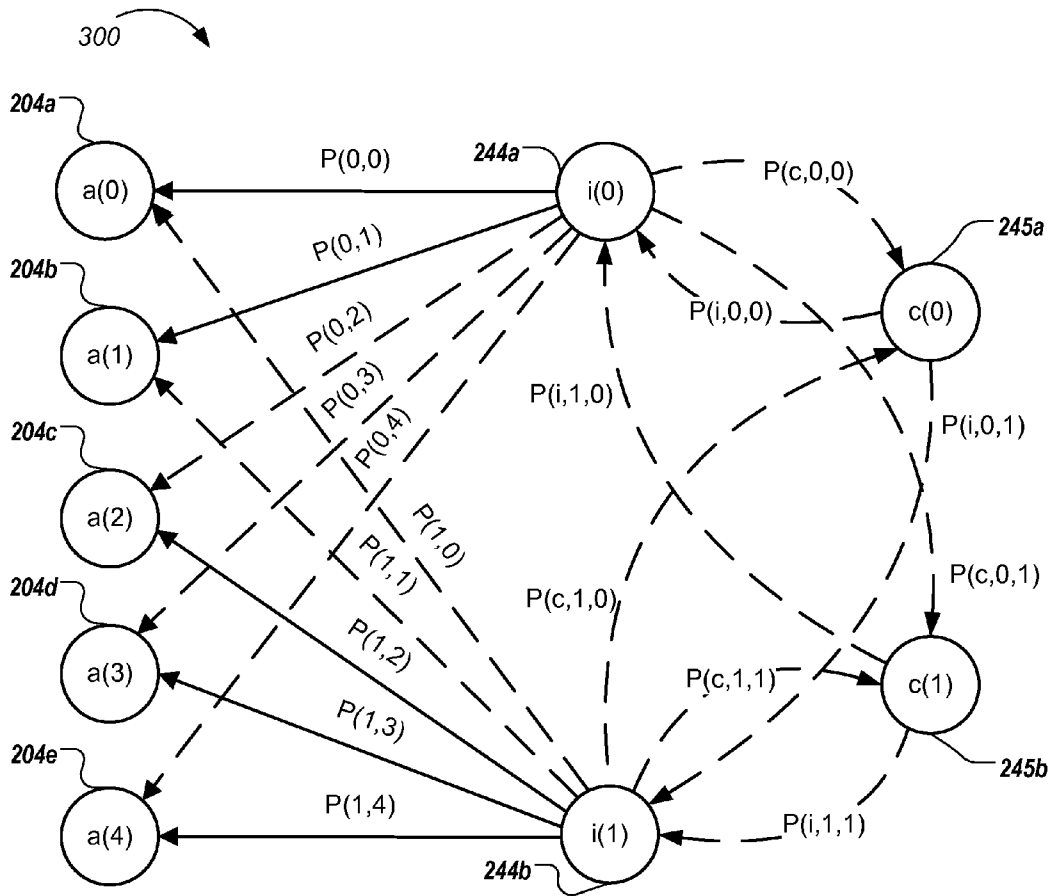 300
204a
a(0)
P(0,0)
244a
i(0)
P(c,0,0)
245a
c(0)
204b
a(1)
P(0,1)
P(0,2)
P(0,3)
P(0,4)
P(i,0,0)
P(i,1,0)
P(i,0,1)
204c
a(2)
P(1,0)
P(1,1)
P(1,2)
P(c,1,0)
P(c,0,1)
204d
a(3)
P(1,3)
P(c,1,1)
c(1)
245b
204e
a(4)
P(1,4)
i(1)
P(i,1,1)
244b